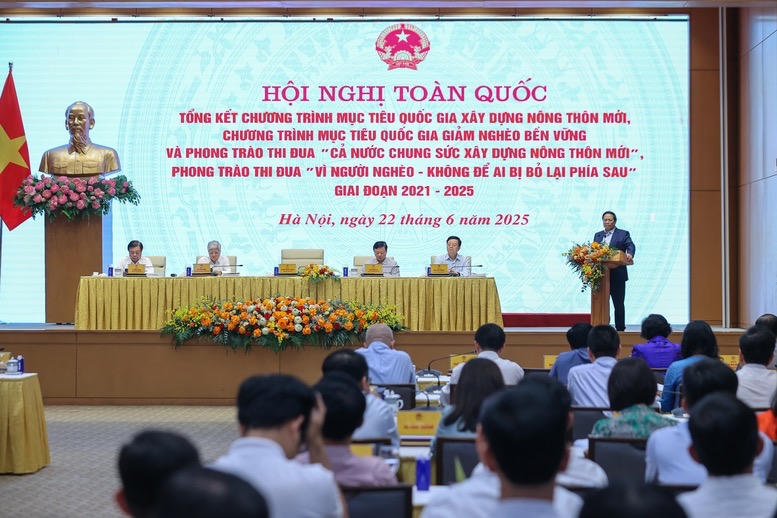 HỘI NGHỊ TOÀN QUỐC
TỔNG KẾT CHƯƠNG TRÌNH MỤC TIÊU QUỐC GIA XÂY DỰNG NÔNG THÔN MỚI,
CHƯƠNG TRÌNH MỤC TIÊU QUỐC GIA GIẢM NGHÈO BỀN VỮNG
VÀ PHONG TRÀO THI ĐUA "CẢ NƯỚC CHUNG SỨC XÂY DỰNG NÔNG THÔN MỚI",
PHONG TRÀO THI ĐUA "VÌ NGƯỜI NGHÈO - KHÔNG ĐỂ AI BỊ BỎ LẠI PHÍA SAU"
GIAI ĐOẠN 2021 - 2025
Hà Nội, ngày 22 tháng 6 năm 2025